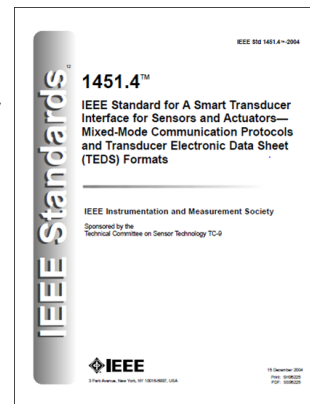 IEEE Std 1451.4™-2004
IEEE Standards
1451.4™
IEEE Standard for A Smart Transducer
Interface for Sensors and Actuators—
Mixed-Mode Communication Protocols
and Transducer Electronic Data Sheet
(TEDS) Formats
IEEE Instrumentation and Measurement Society
Sponsored by the
Technical Committee on Sensor Technology TC-9
IEEE
3 Park Avenue, New York, NY 10016-5997, USA
15 December 2004
Print:
PDF: